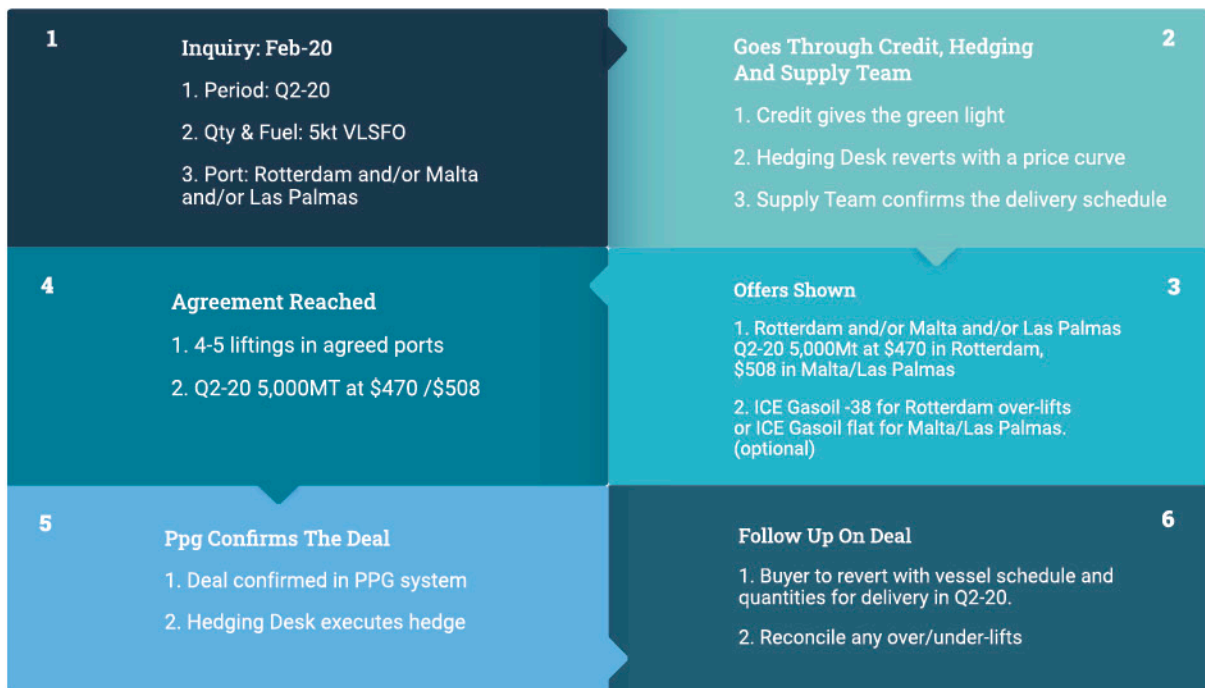 1
Inquiry: Feb-20
1. Period: Q2-20
2. Qty & Fuel: 5kt VLSFO
3. Port: Rotterdam and/or Malta
and/or Las Palmas
2
Goes Through Credit, Hedging
And Supply Team
1. Credit gives the green light
2. Hedging Desk reverts with a price curve
3. Supply Team confirms the delivery schedule
3
Offers Shown
1. Rotterdam and/or Malta and/or Las Palmas
Q2-20 5,000Mt at $470 in Rotterdam,
$508 in Malta/Las Palmas
2. ICE Gasoil -38 for Rotterdam over-lifts
or ICE Gasoil flat for Malta/Las Palmas.
(optional)
4
Agreement Reached
1. 4-5 liftings in agreed ports
2. Q2-20 5,000MT at $470 /$508
5
Ppg Confirms The Deal
1. Deal confirmed in PPG system
2. Hedging Desk executes hedge
6
Follow Up On Deal
1. Buyer to revert with vessel schedule and
quantities for delivery in Q2-20.
2. Reconcile any over/under-lifts